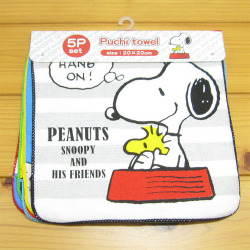 5P
set
Puchi towel
size : 20×20cm
HANG
ON!
PEANUTS
SNOOPY
AND
HIS FRIENDS